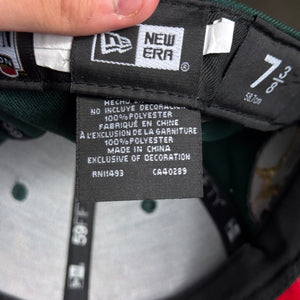 NEW
ERA
®
7 3/8
58.7cm
HECHO EN CHINA
NO INCLUYE DECORACION
100% POLYESTER
FABRIQUÉ EN CHINE
À L'EXCLUSION DE LA GARNITURE
100% POLYESTER
MADE IN CHINA
EXCLUSIVE OF DECORATION
RN11493 CA40289
59FI